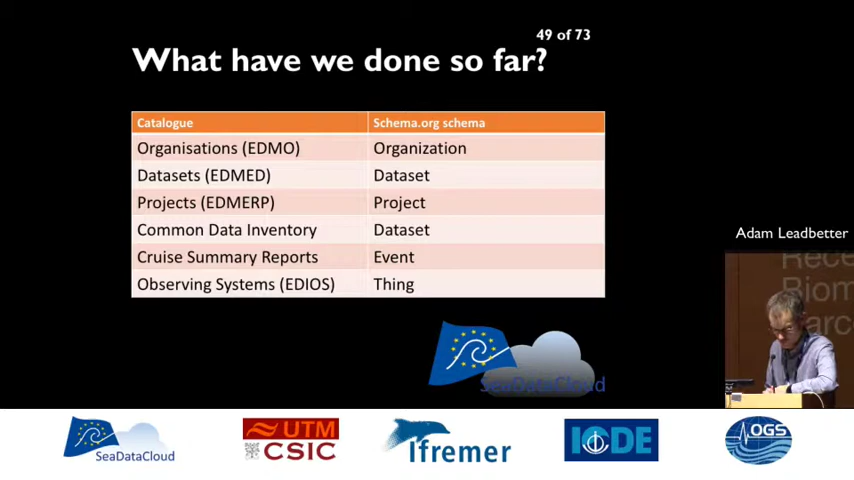 49 of 73
What have we done so far?
Catalogue Schema.org schema
Organisations (EDMO) Organization
Datasets (EDMED) Dataset
Projects (EDMERP) Project
Common Data Inventory Dataset
Cruise Summary Reports Event
Observing Systems (EDIOS) Thing
Adam Leadbetter
SeaDataCloud
SeaDataCloud
UTM
CSIC
Ifremer
IODE
OGS